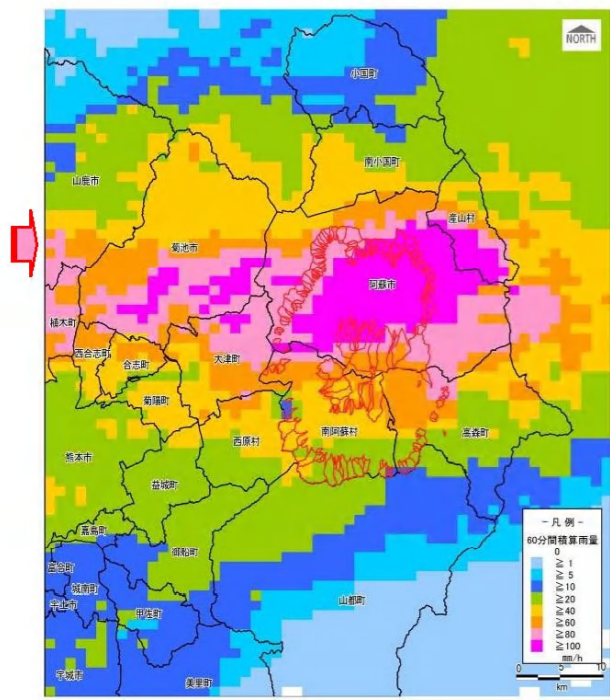 NORTH
小国町
南小国町
山鹿市
産山村
菊池市
阿蘇市
植木町
西合志町
合志町
大津町
菊陽町
西原村
南阿蘇村
高森町
熊本市
益城町
嘉島町
御船町
富合町
城南町
宇土市
甲佐町
山都町
宇城市
美里町
- 凡 例 -
60分間積算雨量
0
≧ 1
≧ 5
≧ 10
≧ 20
≧ 40
≧ 60
≧ 80
≧ 100
mm/h
0 5 10
km